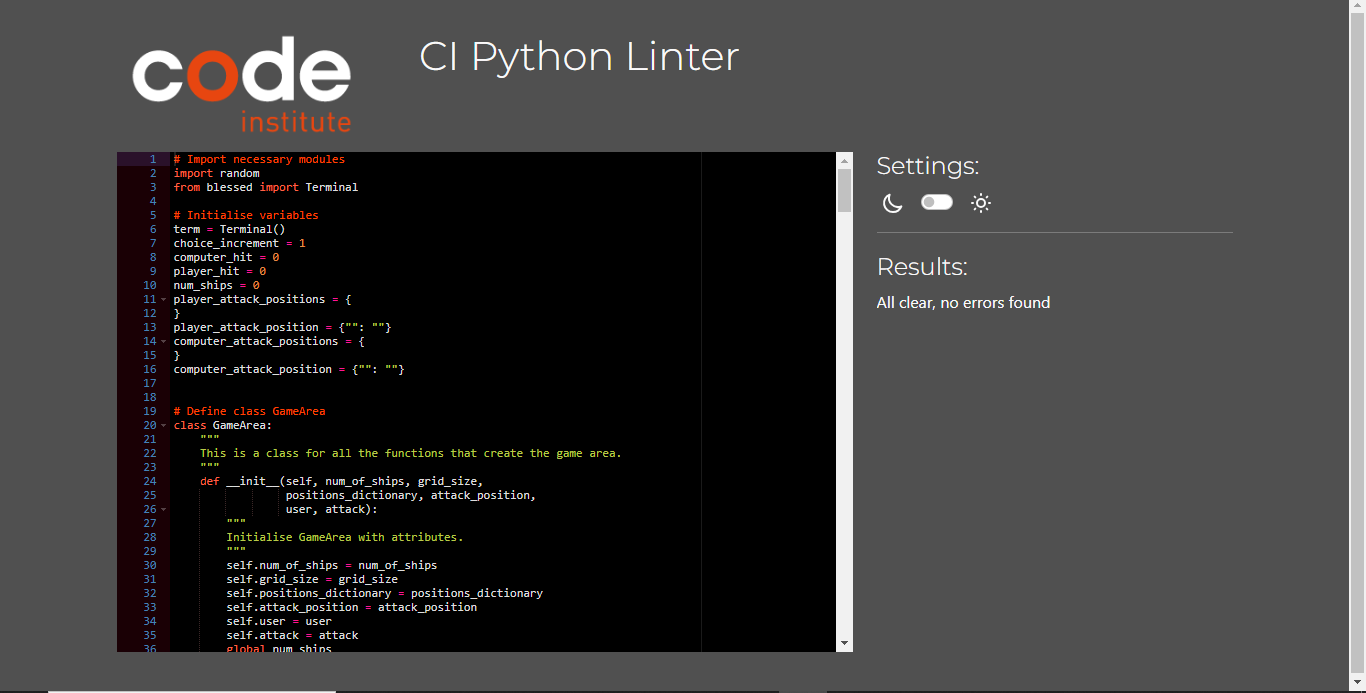 code
institute
CI Python Linter
1 # Import necessary modules
2 import random
3 from blessed import Terminal
4
5 # Initialise variables
6 term = Terminal()
7 choice_increment = 1
8 computer_hit = 0
9 player_hit = 0
10 num_ships = 0
11 player_attack_positions = {
12 }
13 player_attack_position = {"": ""}
14 computer_attack_positions = {
15 }
16 computer_attack_position = {"": ""}
17
18
19 # Define class GameArea
20 class GameArea:
21     """
22     This is a class for all the functions that create the game area.
23     """
24     def __init__(self, num_of_ships, grid_size,
25                  positions_dictionary, attack_position,
26                  user, attack):
27         """
28         Initialise GameArea with attributes.
29         """
30         self.num_of_ships = num_of_ships
31         self.grid_size = grid_size
32         self.positions_dictionary = positions_dictionary
33         self.attack_position = attack_position
34         self.user = user
35         self.attack = attack
36         global num_ships
Settings:
Results:
All clear, no errors found